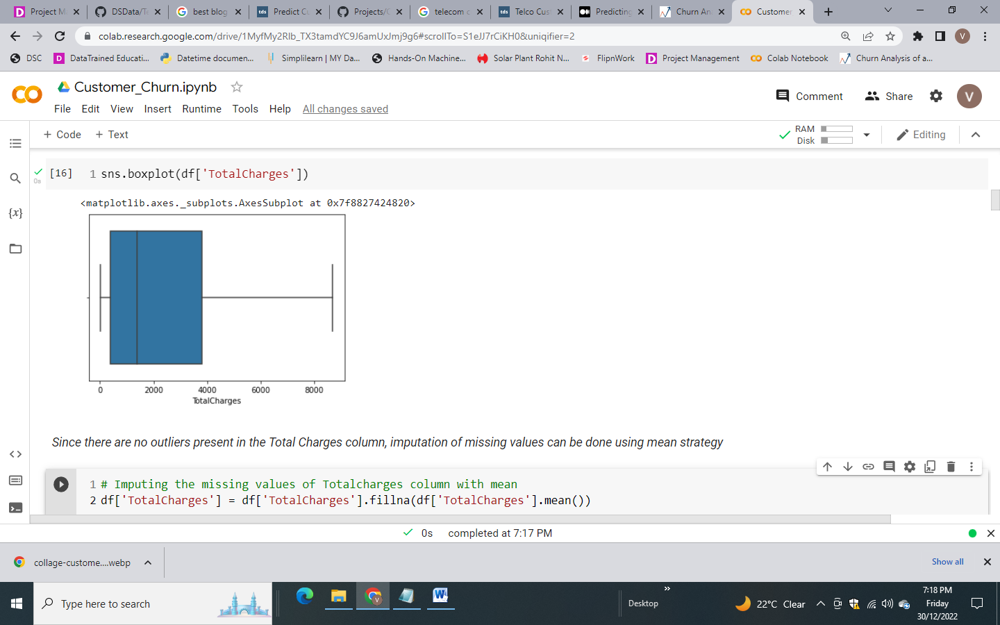 Project M
DSData/Te
best blog
Predict Cu
Projects/C
telecom c
Telco Cus
Predicting
Churn An
Customer
colab.research.google.com/drive/1MyfMy2RIb_TX3tamdYC9J6amUxJmj9g6#scrollTo=S1eJJ7rCiKH0&uniqifier=2
V
DSC
DataTrained Educati...
Datetime documen...
Simplilearn | MY Da...
Hands-On Machine...
Solar Plant Rohit N...
FlipnWork
Project Management
Colab Notebook
Churn Analysis of a...
Customer_Churn.ipynb
Comment
Share
V
File Edit View Insert Runtime Tools Help All changes saved
+ Code + Text
RAM
Disk
Editing
[16] 1 sns.boxplot(df['TotalCharges'])
0s
<matplotlib.axes._subplots.AxesSubplot at 0x7f8827424820>
0 2000 4000 6000 8000
TotalCharges
Since there are no outliers present in the Total Charges column, imputation of missing values can be done using mean strategy
1 # Imputing the missing values of Totalcharges column with mean
2 df['TotalCharges'] = df['TotalCharges'].fillna(df['TotalCharges'].mean())
0s completed at 7:17 PM
collage-custome....webp
Show all
Type here to search
Desktop
22°C Clear
7:18 PM
Friday
30/12/2022